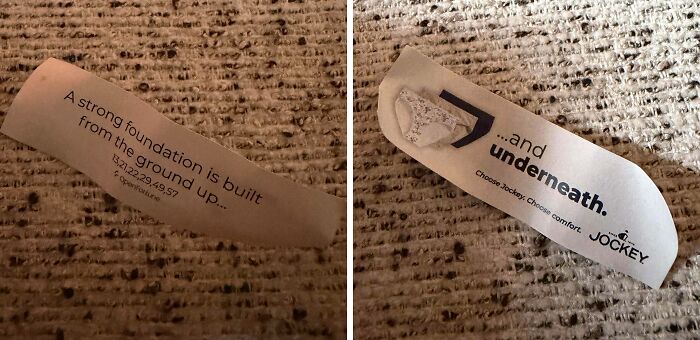 A strong foundation is built
from the ground up...
13,21,22,29,49,57
Openfortune
...and
underneath.
Choose Jockey. Choose comfort.
JOCKEY